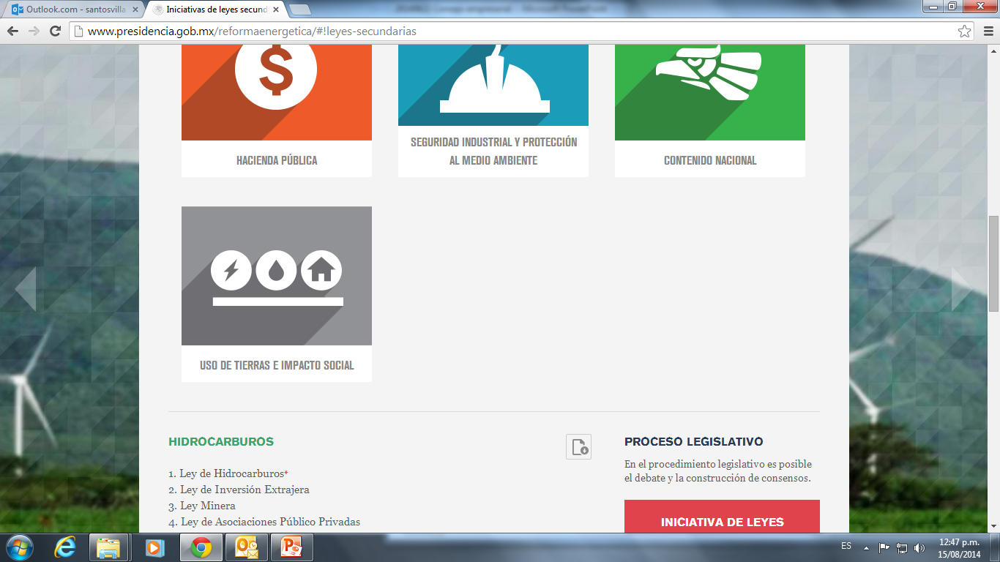 Outlook.com - santosvilla
Iniciativas de leyes secund
www.presidencia.gob.mx/reformaenergetica/#!leyes-secundarias
$
HACIENDA PÚBLICA
SEGURIDAD INDUSTRIAL Y PROTECCIÓN
AL MEDIO AMBIENTE
CONTENIDO NACIONAL
USO DE TIERRAS E IMPACTO SOCIAL
HIDROCARBUROS
1. Ley de Hidrocarburos*
2. Ley de Inversión Extrajera
3. Ley Minera
4. Ley de Asociaciones Público Privadas
PROCESO LEGISLATIVO
En el procedimiento legislativo es posible
el debate y la construcción de consensos.
INICIATIVA DE LEYES
ES
12:47 p.m.
15/08/2014